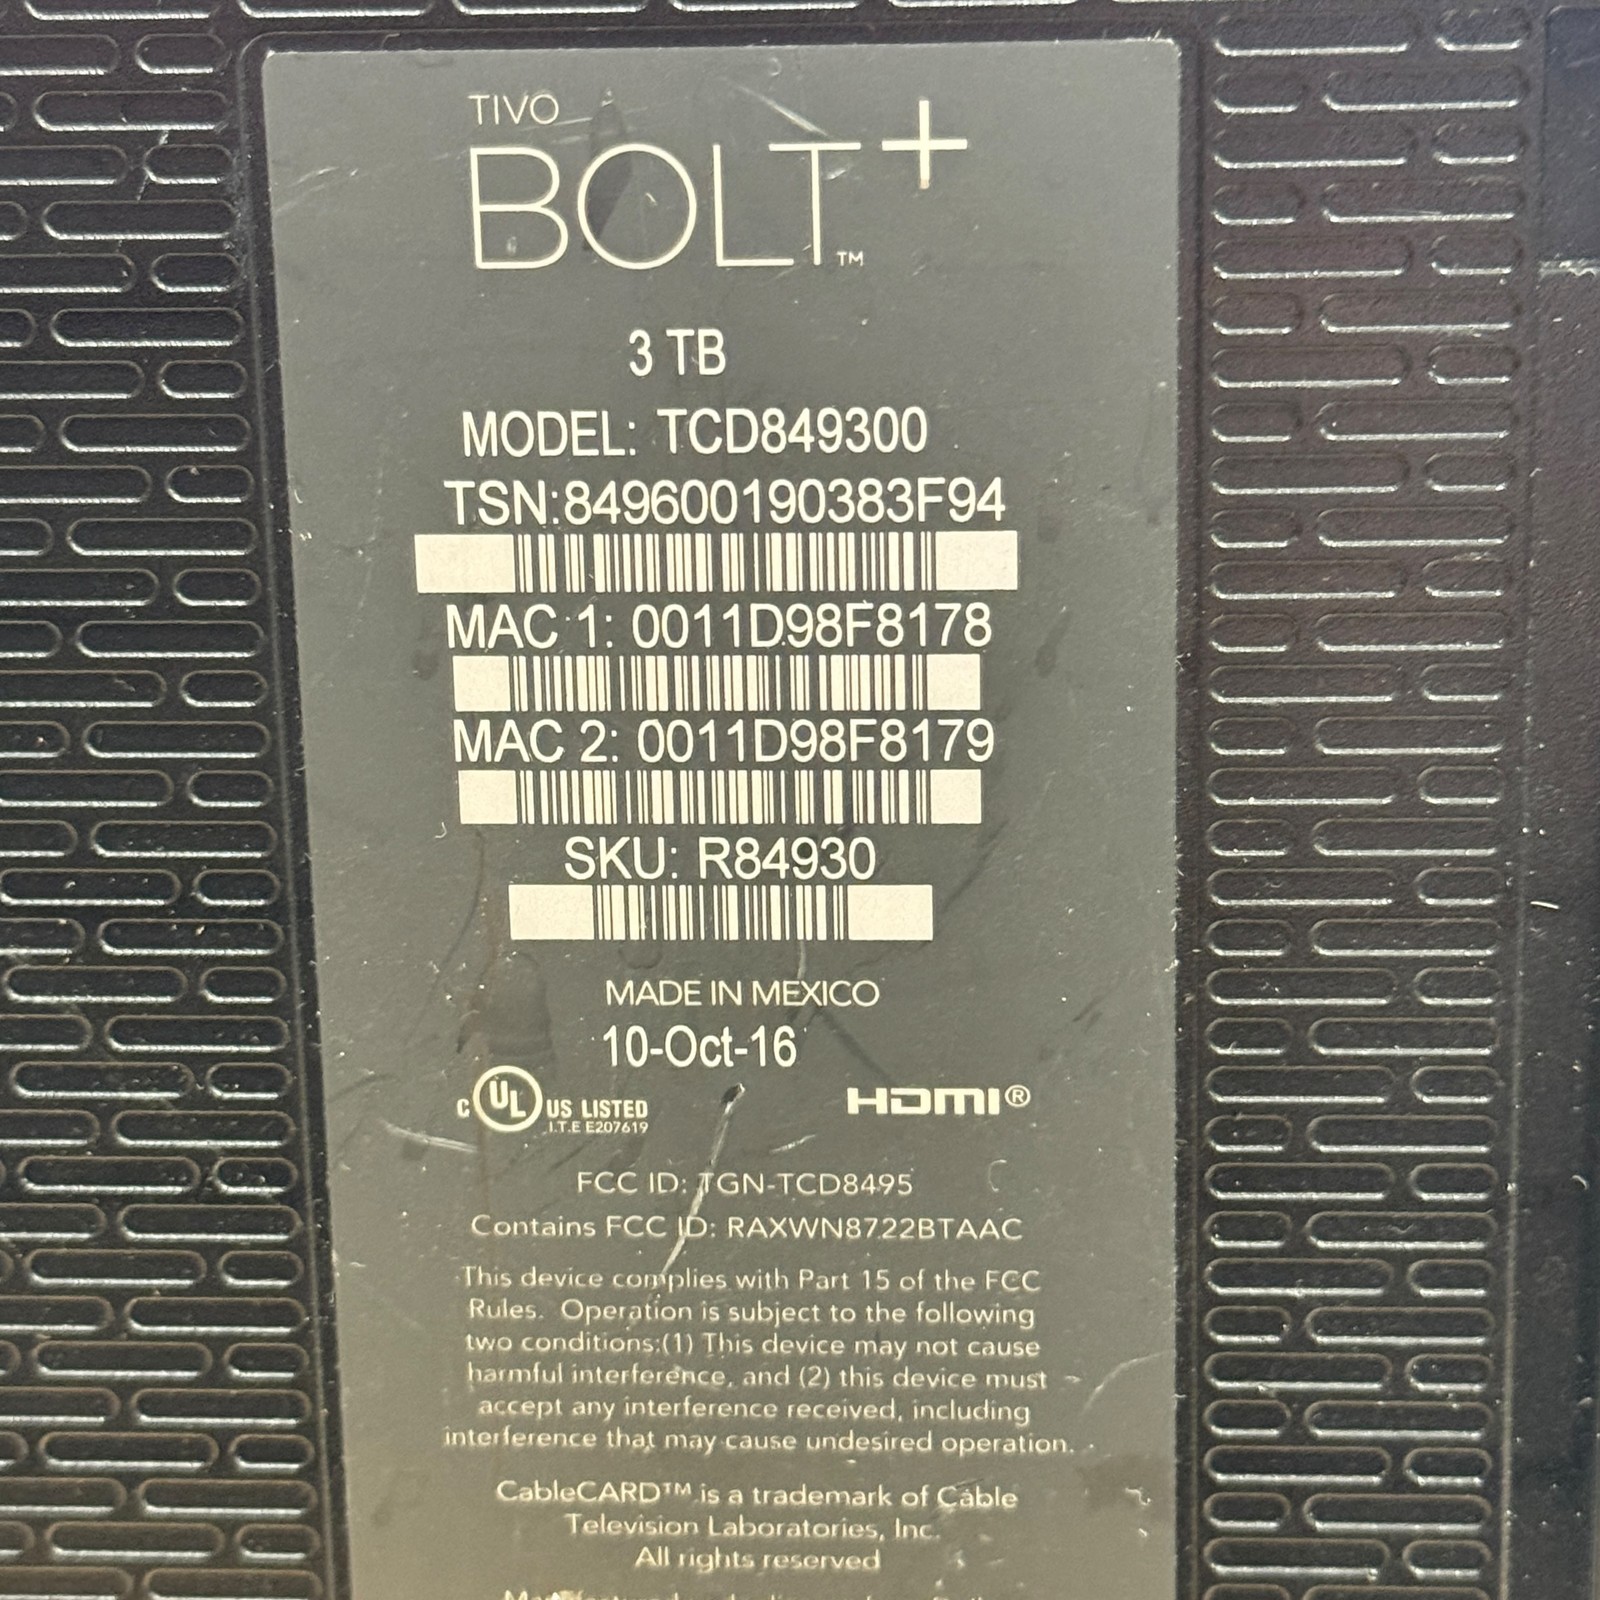 TIVO
BOLT+™
3 TB
MODEL: TCD849300
TSN:849600190383F94
MAC 1: 0011D98F8178
MAC 2: 0011D98F8179
SKU: R84930
MADE IN MEXICO
10-Oct-16
C UL US LISTED
I.T.E E207619
HDMI®
FCC ID: TGN-TCD8495
Contains FCC ID: RAXWN8722BTAAC
This device complies with Part 15 of the FCC
Rules. Operation is subject to the following
two conditions:(1) This device may not cause
harmful interference, and (2) this device must
accept any interference received, including
interference that may cause undesired operation.
CableCARD™ is a trademark of Cable
Television Laboratories, Inc.
All rights reserved